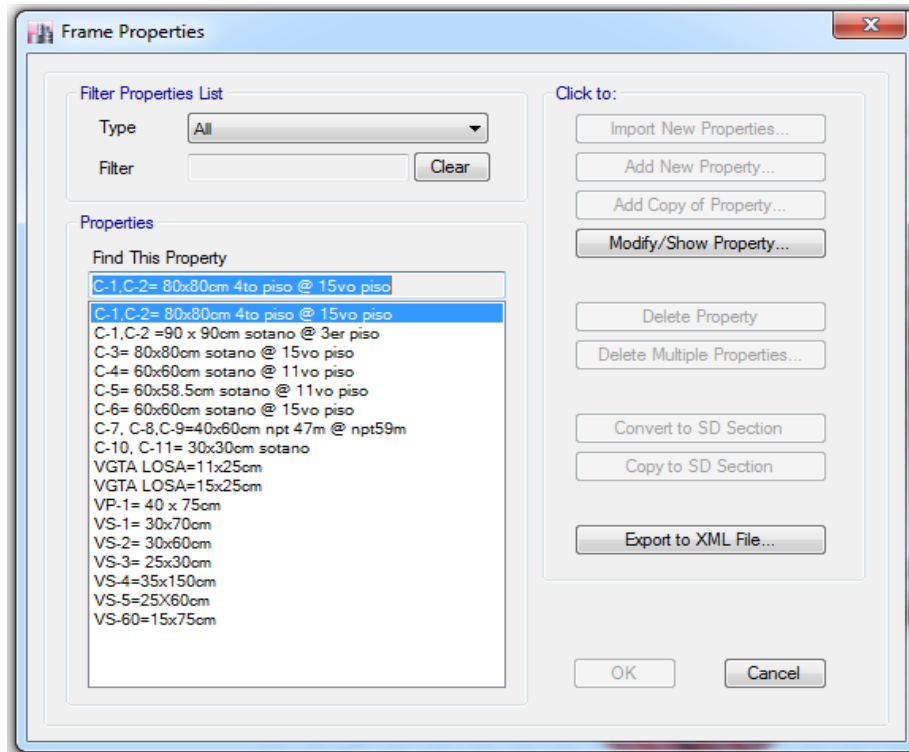 Frame Properties
Filter Properties List
Type
All
Filter
Clear
Properties
Find This Property
C-1,C-2= 80x80cm 4to piso @ 15vo piso
C-1,C-2= 80x80cm 4to piso @ 15vo piso
C-1,C-2 =90 x 90cm sotano @ 3er piso
C-3= 80x80cm sotano @ 15vo piso
C-4= 60x60cm sotano @ 11vo piso
C-5= 60x58.5cm sotano @ 11vo piso
C-6= 60x60cm sotano @ 15vo piso
C-7, C-8,C-9=40x60cm npt 47m @ npt59m
C-10, C-11= 30x30cm sotano
VGTA LOSA=11x25cm
VGTA LOSA=15x25cm
VP-1= 40 x 75cm
VS-1= 30x70cm
VS-2= 30x60cm
VS-3= 25x30cm
VS-4=35x150cm
VS-5=25X60cm
VS-60=15x75cm
Click to:
Import New Properties...
Add New Property...
Add Copy of Property...
Modify/Show Property...
Delete Property
Delete Multiple Properties...
Convert to SD Section
Copy to SD Section
Export to XML File...
OK
Cancel